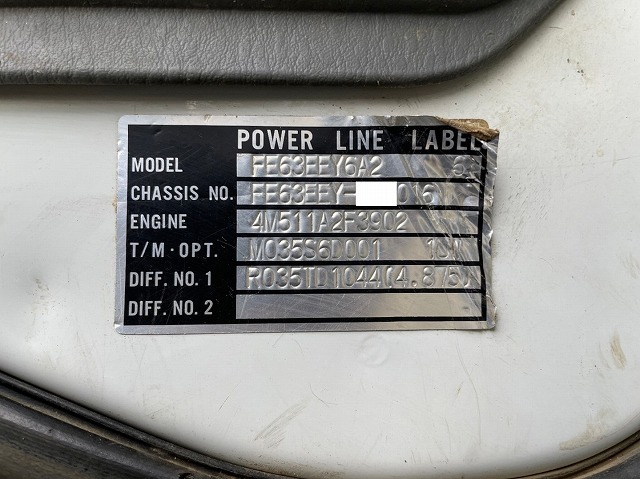 POWER LINE LABEL
MODEL FE63EEY6A2
CHASSIS NO. FE63EEY- 016
ENGINE 4M511A2F3902
T/M·OPT. M035S6D001
DIFF. NO. 1 R035TD1044(4.875)
DIFF. NO. 2